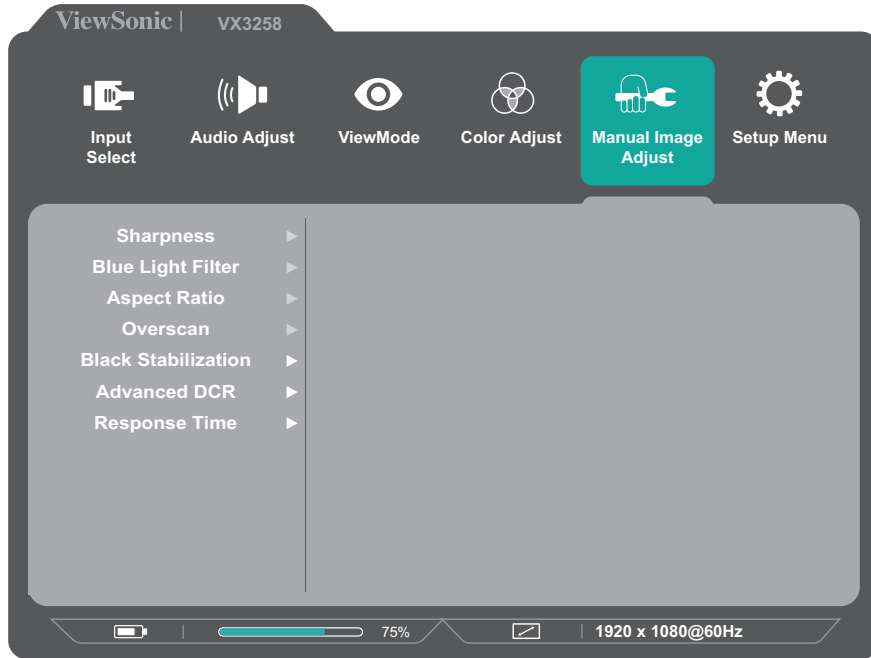 ViewSonic | VX3258
Input Select
Audio Adjust
ViewMode
Color Adjust
Manual Image Adjust
Setup Menu
Sharpness
Blue Light Filter
Aspect Ratio
Overscan
Black Stabilization
Advanced DCR
Response Time
75%
1920 x 1080@60Hz